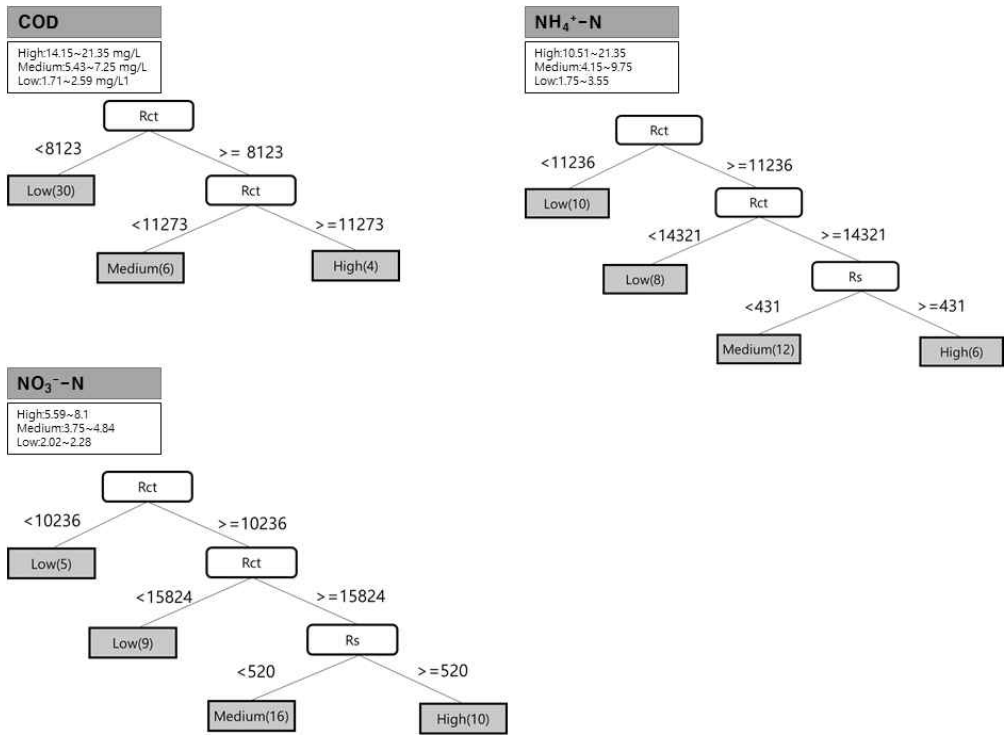 COD
High:14.15~21.35 mg/L
Medium:5.43~7.25 mg/L
Low:1.71~2.59 mg/L1
Rct
<8123
>= 8123
Low(30)
Rct
<11273
>=11273
Medium(6)
High(4)
NH₄⁺−N
High:10.51~21.35
Medium:4.15~9.75
Low:1.75~3.55
Rct
<11236
>=11236
Low(10)
Rct
<14321
>=14321
Low(8)
Rs
<431
>=431
Medium(12)
High(6)
NO₃⁻−N
High:5.59~8.1
Medium:3.75~4.84
Low:2.02~2.28
Rct
<10236
>=10236
Low(5)
Rct
<15824
>=15824
Low(9)
Rs
<520
>=520
Medium(16)
High(10)